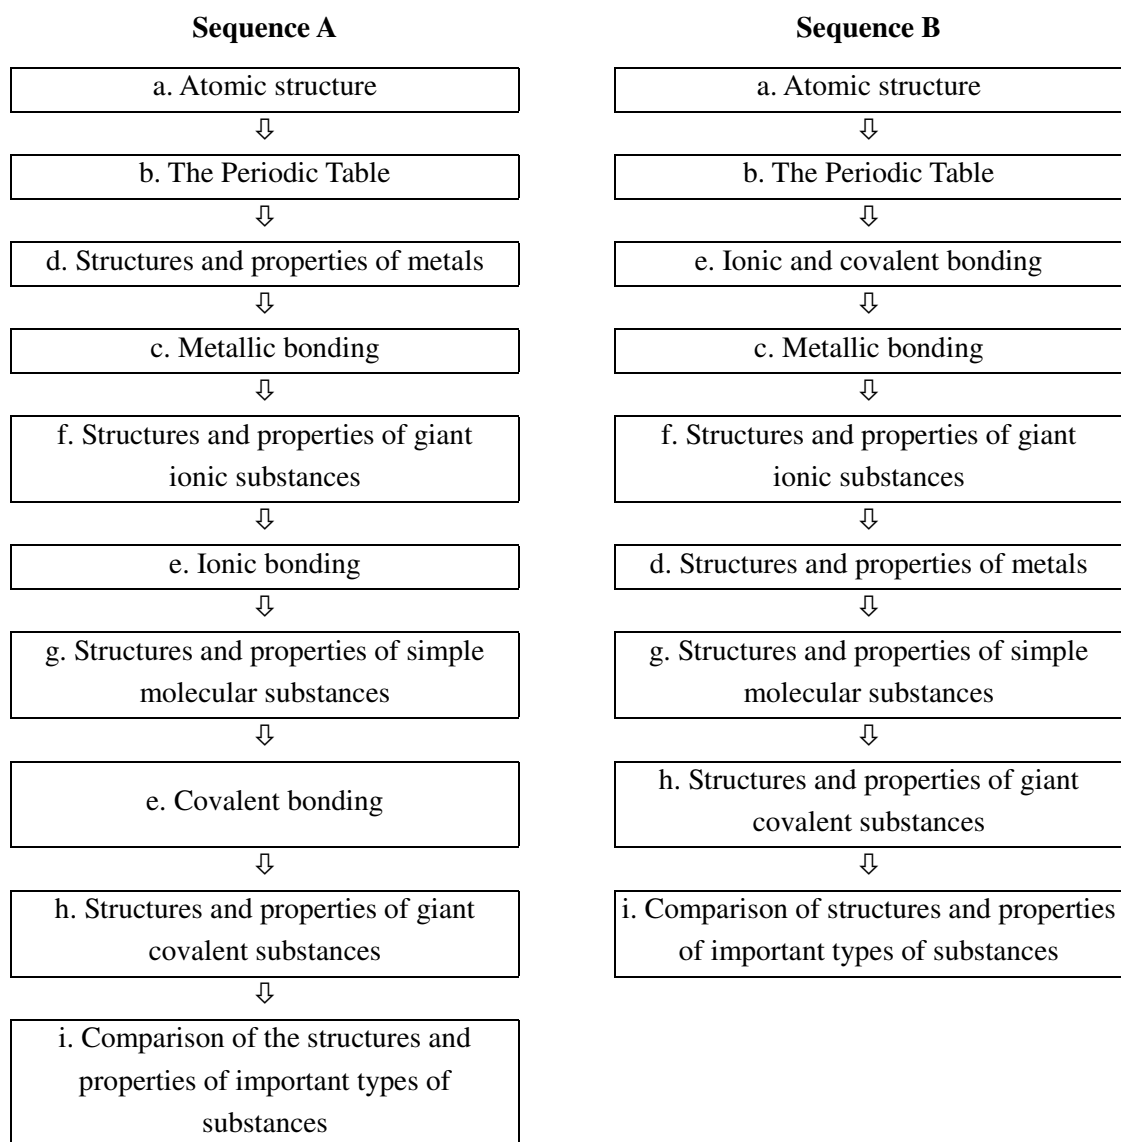 Sequence A
a. Atomic structure
⇩
b. The Periodic Table
⇩
d. Structures and properties of metals
⇩
c. Metallic bonding
⇩
f. Structures and properties of giant
ionic substances
⇩
e. Ionic bonding
⇩
g. Structures and properties of simple
molecular substances
⇩
e. Covalent bonding
⇩
h. Structures and properties of giant
covalent substances
⇩
i. Comparison of the structures and
properties of important types of
substances
Sequence B
a. Atomic structure
⇩
b. The Periodic Table
⇩
e. Ionic and covalent bonding
⇩
c. Metallic bonding
⇩
f. Structures and properties of giant
ionic substances
⇩
d. Structures and properties of metals
⇩
g. Structures and properties of simple
molecular substances
⇩
h. Structures and properties of giant
covalent substances
⇩
i. Comparison of structures and properties
of important types of substances